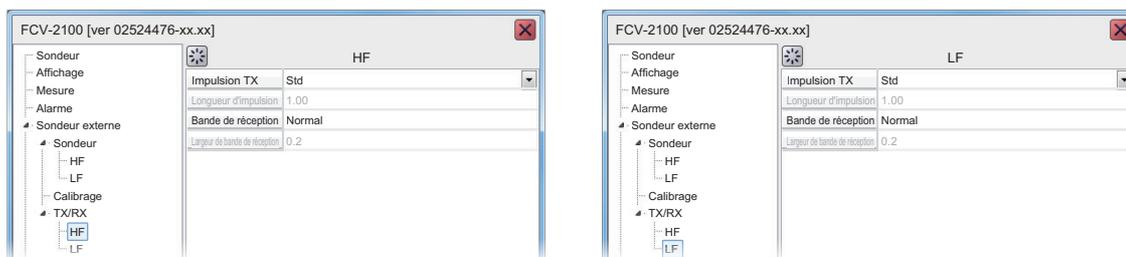 FCV-2100 [ver 02524476-xx.xx]
Sondeur
Affichage
Mesure
Alarme
Sondeur externe
Sondeur
HF
LF
Calibrage
TX/RX
HF
LF
HF
Impulsion TX Std
Longueur d'impulsion 1.00
Bande de réception Normal
Largeur de bande de réception 0.2
FCV-2100 [ver 02524476-xx.xx]
Sondeur
Affichage
Mesure
Alarme
Sondeur externe
Sondeur
HF
LF
Calibrage
TX/RX
HF
LF
LF
Impulsion TX Std
Longueur d'impulsion 1.00
Bande de réception Normal
Largeur de bande de réception 0.2